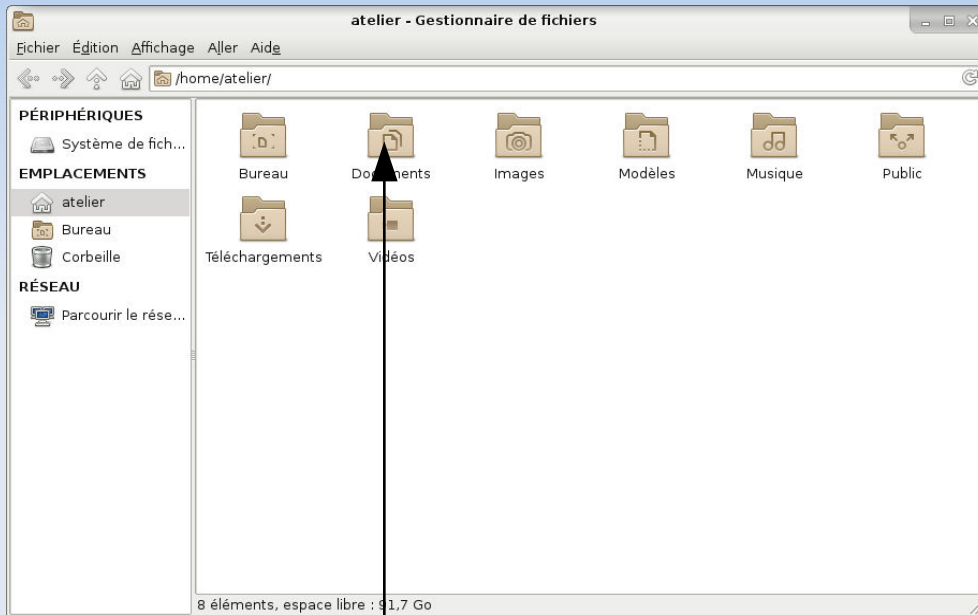 atelier - Gestionnaire de fichiers
Fichier Édition Affichage Aller Aide
/home/atelier/
PÉRIPHÉRIQUES
Système de fich...
EMPLACEMENTS
atelier
Bureau
Corbeille
RÉSEAU
Parcourir le rése...
Bureau Documents Images Modèles Musique Public
Téléchargements Vidéos
8 éléments, espace libre : 91,7 Go